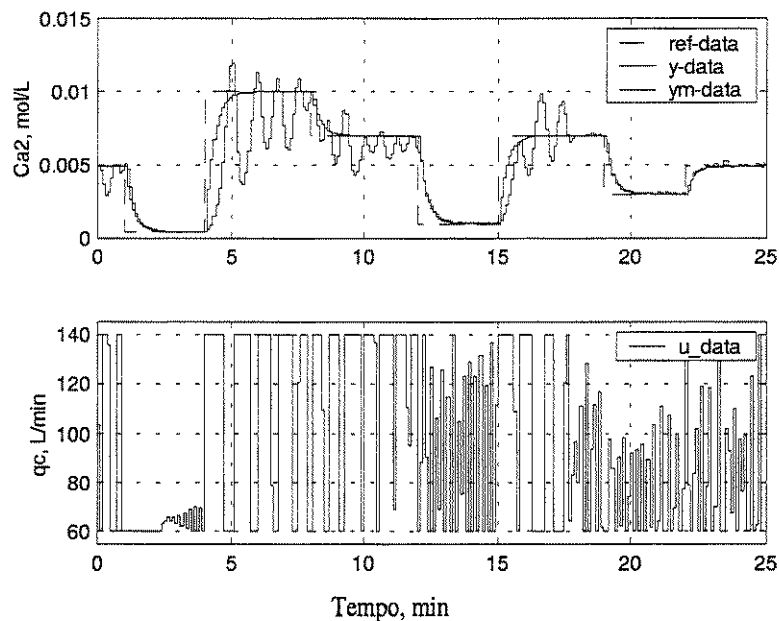 0.015
0.01
0.005
0
Ca2, mol/L
ref-data
y-data
ym-data
0 5 10 15 20 25
140
120
100
80
60
qc, L/min
u_data
0 5 10 15 20 25
Tempo, min